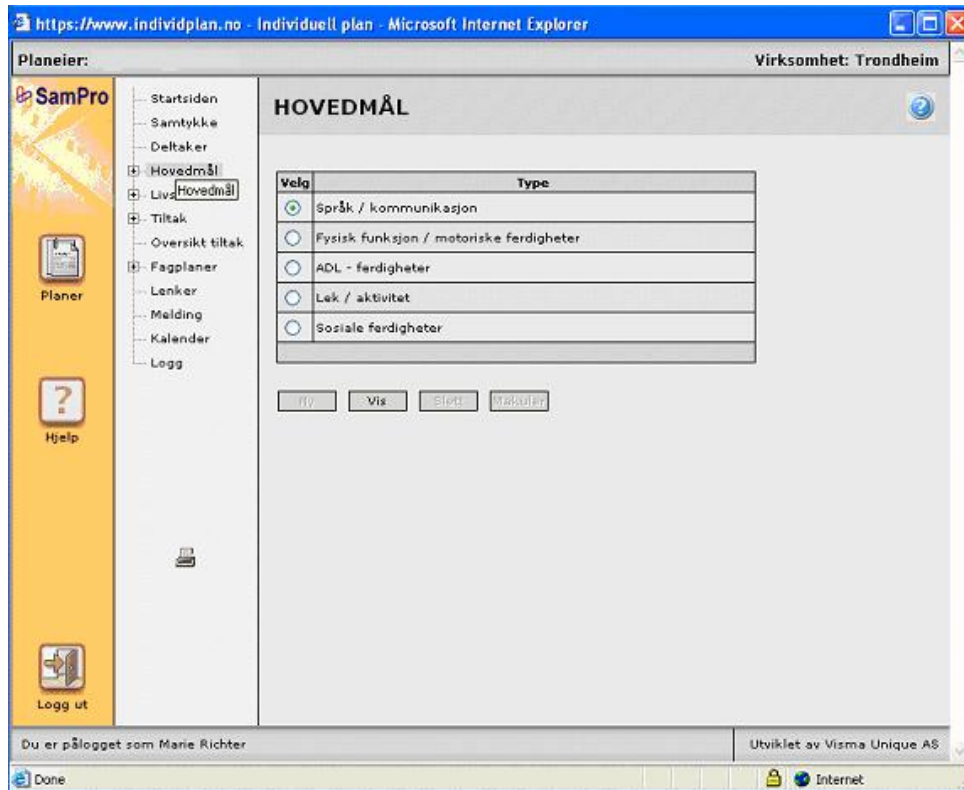 https://www.individplan.no - Individuell plan - Microsoft Internet Explorer
Planeier:
Virksomhet: Trondheim
SamPro
Planer
Hjelp
Logg ut
Startsiden
Samtykke
Deltaker
Hovedmål
Livs
Hovedmål
Tiltak
Oversikt tiltak
Fagplaner
Lenker
Melding
Kalender
Logg
HOVEDMÅL
?
Velg Type
Språk / kommunikasjon
Fysisk funksjon / motoriske ferdigheter
ADL - ferdigheter
Lek / aktivitet
Sosiale ferdigheter
Ny Vis Slett Makuler
Du er pålogget som Marie Richter
Utviklet av Visma Unique AS
Done
Internet